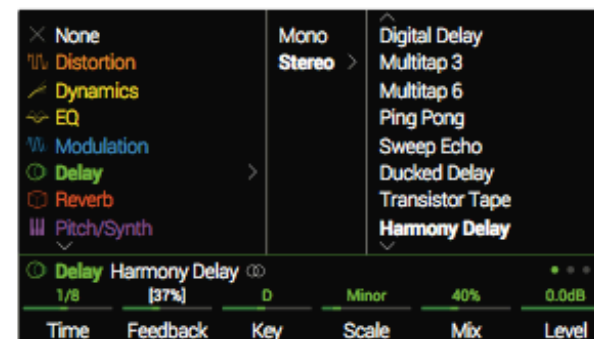 None
Distortion
Dynamics
EQ
Modulation
Delay
Reverb
Pitch/Synth
Mono
Stereo
Digital Delay
Multitap 3
Multitap 6
Ping Pong
Sweep Echo
Ducked Delay
Transistor Tape
Harmony Delay
Delay Harmony Delay
1/8 [37%] D Minor 40% 0.0dB
Time Feedback Key Scale Mix Level